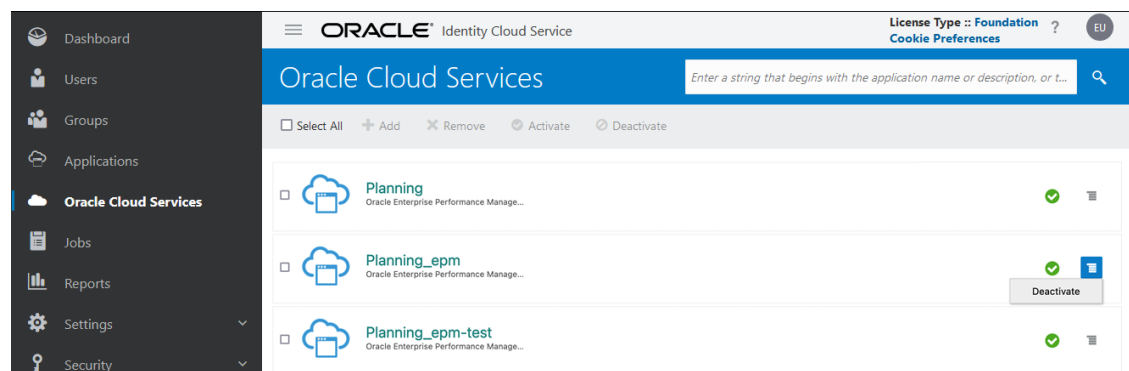 Dashboard
Users
Groups
Applications
Oracle Cloud Services
Jobs
Reports
Settings
Security
ORACLE® Identity Cloud Service
License Type :: Foundation
Cookie Preferences
?
EU
Oracle Cloud Services
Enter a string that begins with the application name or description, or t...
Select All Add Remove Activate Deactivate
Planning
Oracle Enterprise Performance Manage...
Planning_epm
Oracle Enterprise Performance Manage...
Deactivate
Planning_epm-test
Oracle Enterprise Performance Manage...